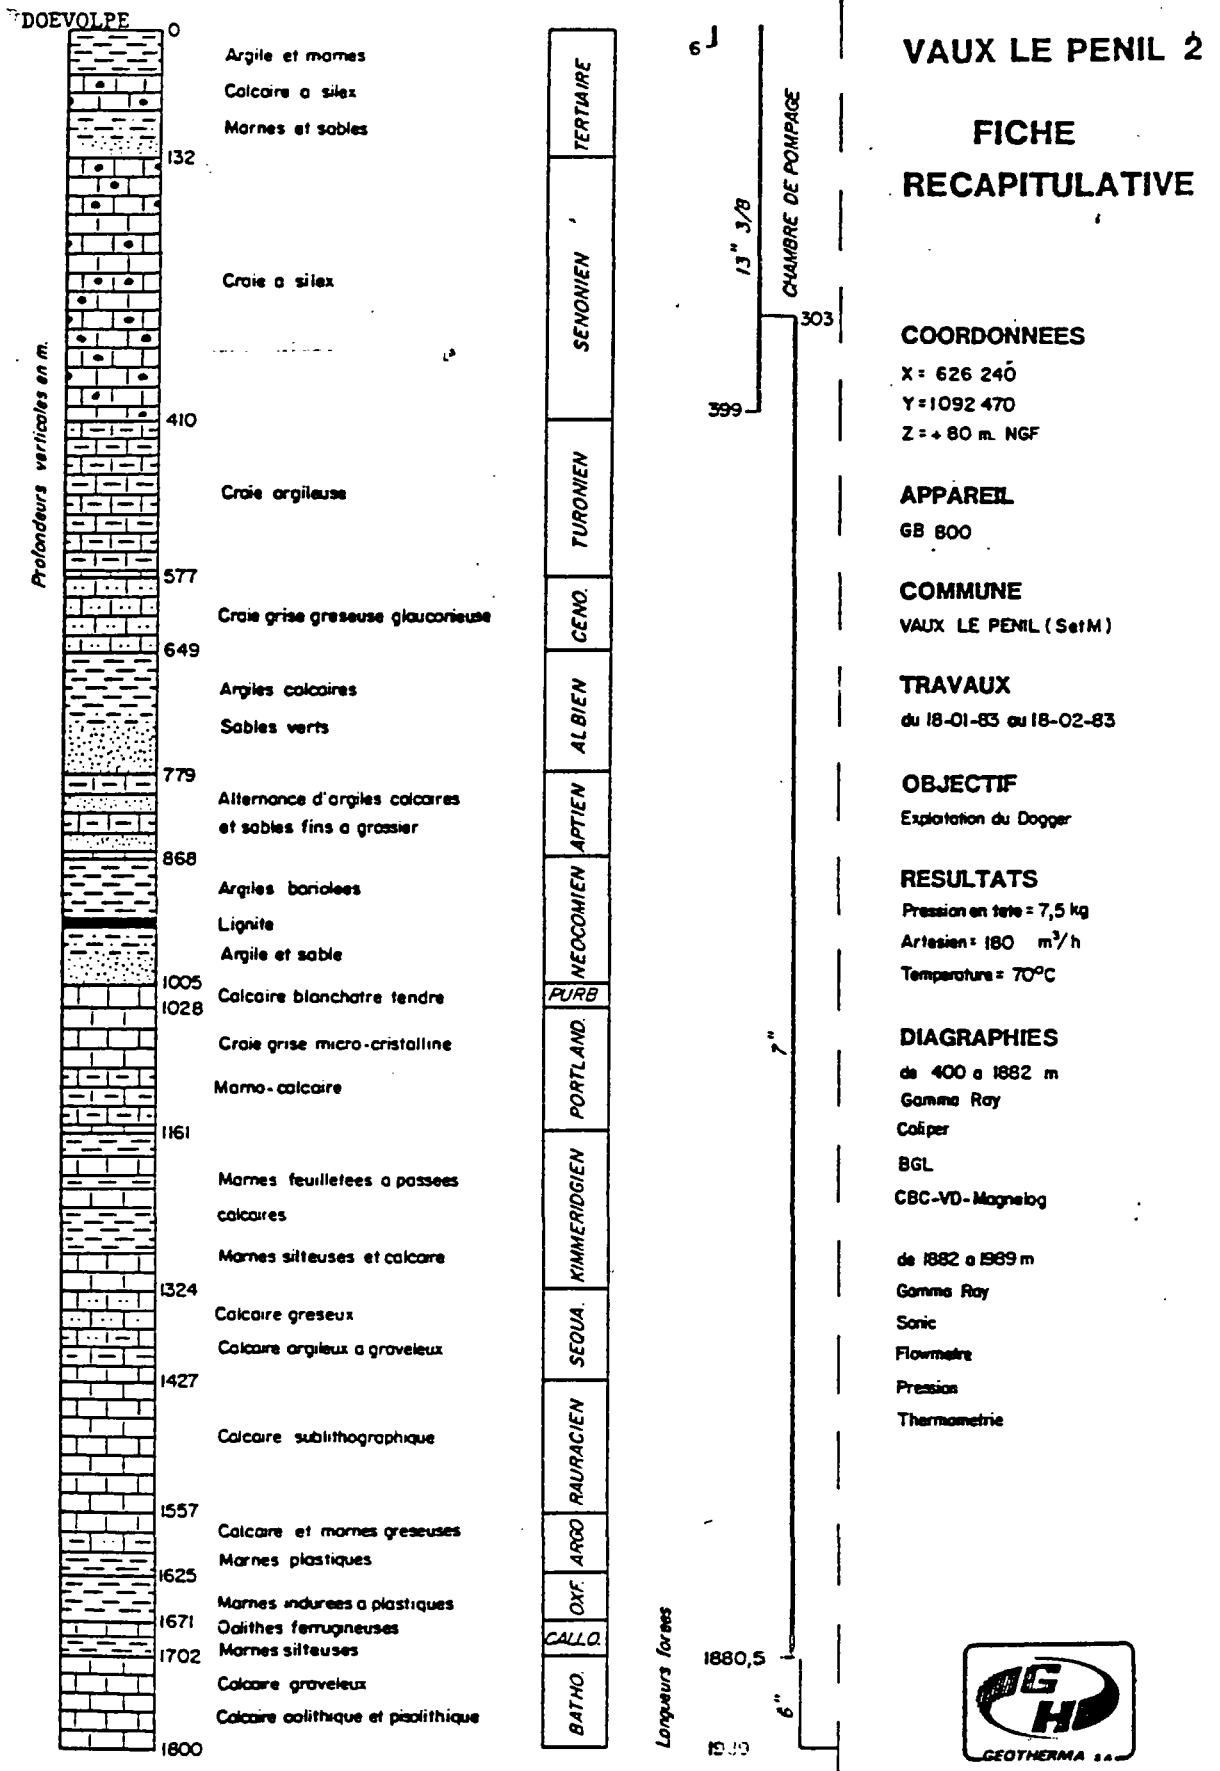 DOEVOLPE
0
Argile et marnes
Calcaire a silex
Marnes et sables
132
Craie a silex
410
Craie argileuse
577
Craie grise greseuse glauconieuse
649
Argiles calcaires
Sables verts
779
Alternance d'argiles calcaires
et sables fins a grossier
868
Argiles bariolees
Lignite
Argile et sable
1005
Calcaire blanchatre tendre
1028
Craie grise micro-cristalline
Marno-calcaire
1161
Marnes feuilletees a passees
calcaires
Marnes silteuses et calcaire
1324
Calcaire greseux
Calcaire argileux a graveleux
1427
Calcaire sublithographique
1557
Calcaire et marnes greseuses
Marnes plastiques
1625
Marnes indurees a plastiques
1671
Oolithes ferrugineuses
Marnes silteuses
1702
Calcaire graveleux
Calcaire oolithique et pisolithique
1800
Profondeurs verticales en m.
TERTIAIRE
SENONIEN
TURONIEN
CENO.
ALBIEN
APTIEN
NEOCOMIEN
PURB
PORTLAND.
KIMMERIDGIEN
SEQUA.
RAURACIEN
ARGO
OXF.
CALLO.
BATHO.
6
13" 3/8
CHAMBRE DE POMPAGE
303
399
7"
Longueurs forees
1880,5
6"
VAUX LE PENIL 2
FICHE
RECAPITULATIVE
COORDONNEES
X = 626 240
Y = 1092 470
Z = + 80 m. NGF
APPAREIL
GB 800
COMMUNE
VAUX LE PENIL (SetM)
TRAVAUX
du 18-01-83 au 18-02-83
OBJECTIF
Exploitation du Dogger
RESULTATS
Pression en tete = 7,5 kg
Artesien = 180 m³/h
Temperature = 70°C
DIAGRAPHIES
de 400 a 1882 m
Gamma Ray
Caliper
BGL
CBC-VD-Magnelog
de 1882 a 1989 m
Gamma Ray
Sonic
Flowmetre
Pression
Thermometrie
GH
GEOTHERMA s.a.